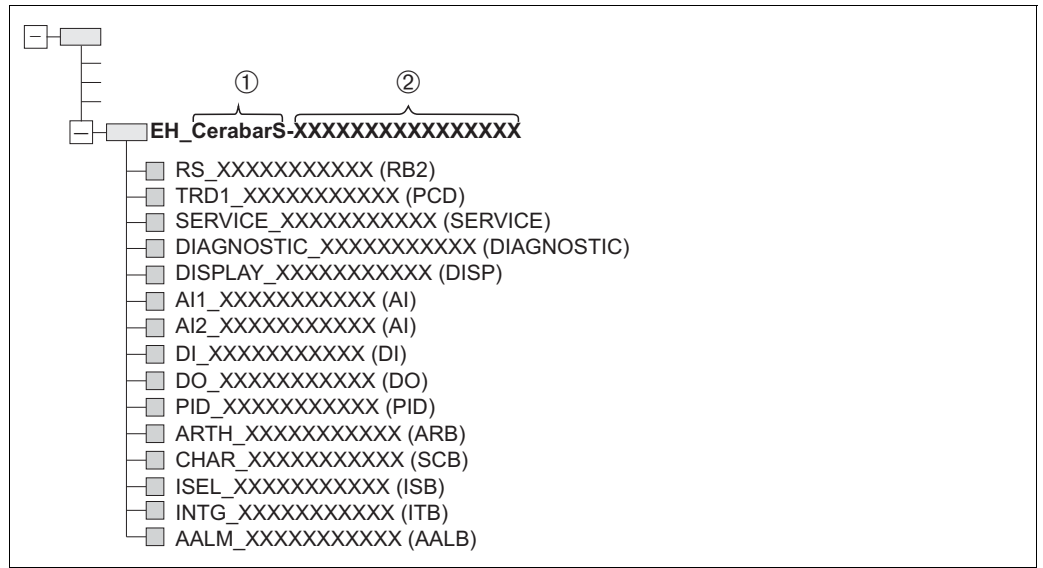 ① ②
EH_CerabarS-XXXXXXXXXXXXXXXX
RS_XXXXXXXXXXX (RB2)
TRD1_XXXXXXXXXXX (PCD)
SERVICE_XXXXXXXXXXX (SERVICE)
DIAGNOSTIC_XXXXXXXXXXX (DIAGNOSTIC)
DISPLAY_XXXXXXXXXXX (DISP)
AI1_XXXXXXXXXXX (AI)
AI2_XXXXXXXXXXX (AI)
DI_XXXXXXXXXXX (DI)
DO_XXXXXXXXXXX (DO)
PID_XXXXXXXXXXX (PID)
ARTH_XXXXXXXXXXX (ARB)
CHAR_XXXXXXXXXXX (SCB)
ISEL_XXXXXXXXXXX (ISB)
INTG_XXXXXXXXXXX (ITB)
AALM_XXXXXXXXXXX (AALB)